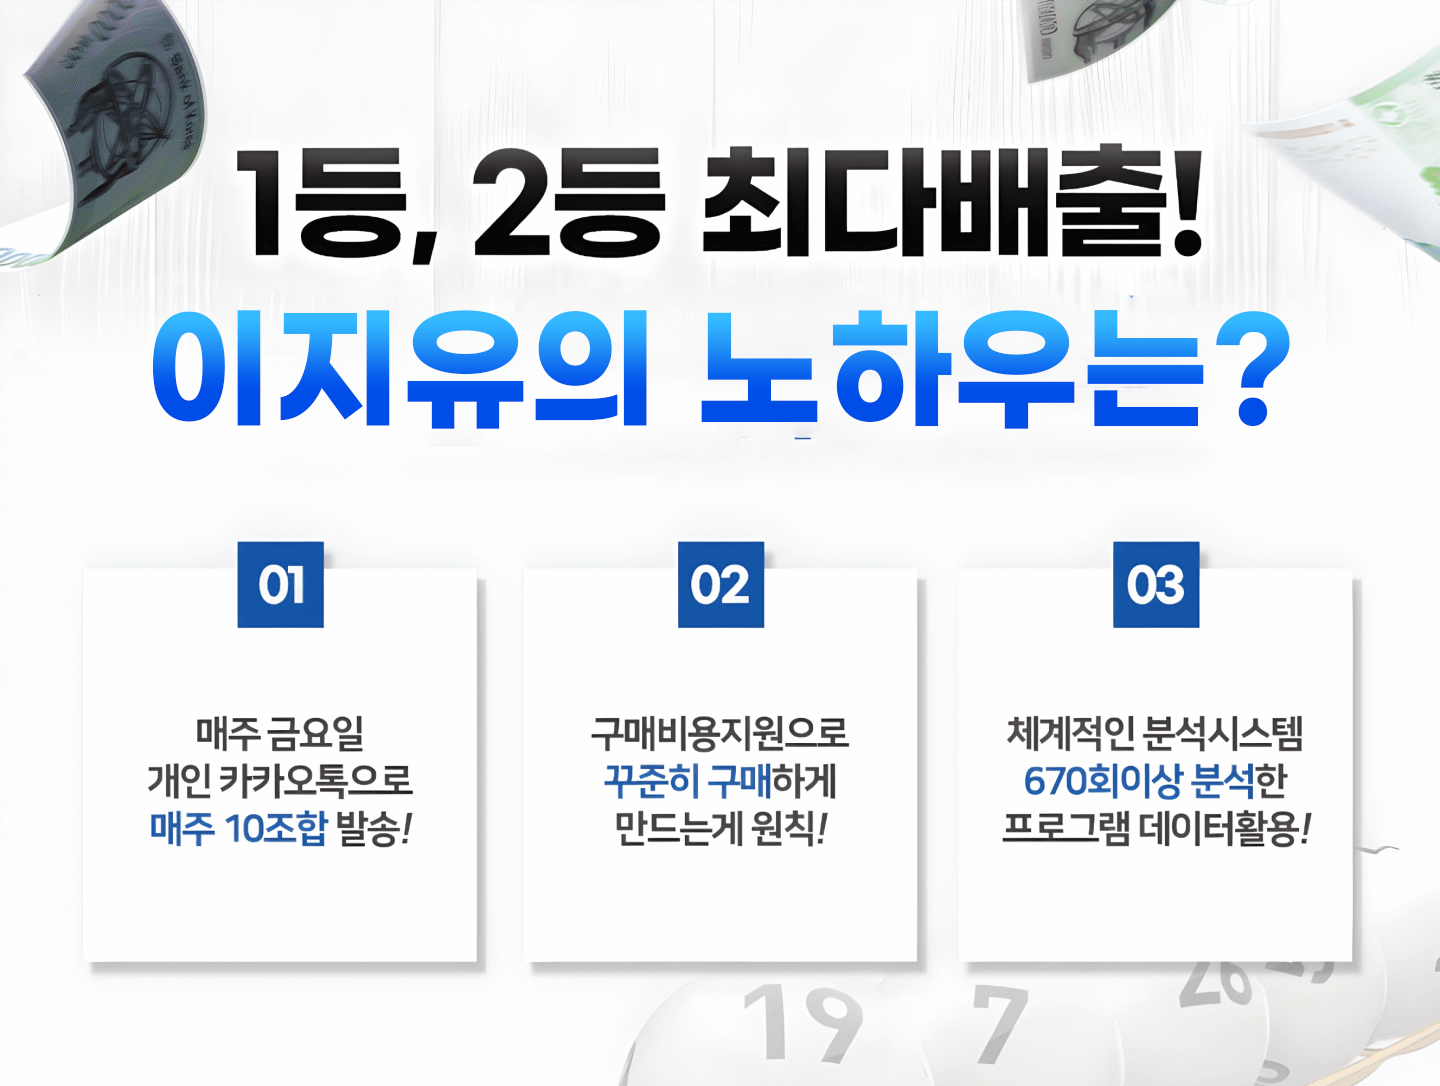 1등, 2등 최다배출!
이지유의 노하우는?
01
매주 금요일
개인 카카오톡으로
매주 10조합 발송!
02
구매비용지원으로
꾸준히 구매하게
만드는게 원칙!
03
체계적인 분석시스템
670회이상 분석한
프로그램 데이터활용!
19
7
26